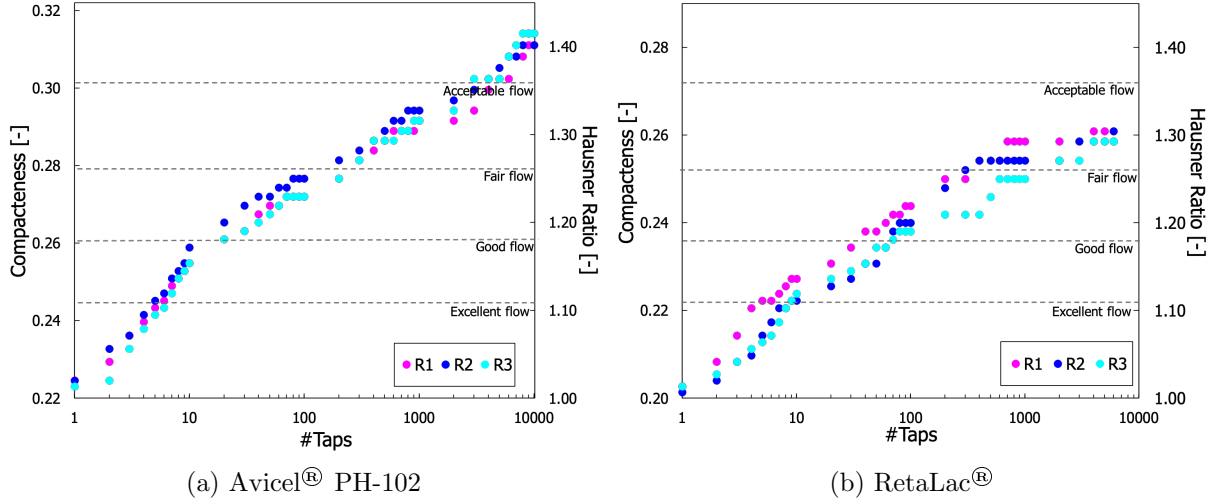 0.32
0.30
0.28
0.26
0.24
0.22
Compacteness [-]
1.40
1.30
1.20
1.10
1.00
Hausner Ratio [-]
Acceptable flow
Fair flow
Good flow
Excellent flow
R1 R2 R3
1 10 100 1000 10000
#Taps
(a) Avicel® PH-102
0.28
0.26
0.24
0.22
0.20
Compactenss [-]
1.40
1.30
1.20
1.10
1.00
Hausner Ratio [-]
Acceptable flow
Fair flow
Good flow
Excellent flow
R1 R2 R3
1 10 100 1000 10000
#Taps
(b) RetaLac®